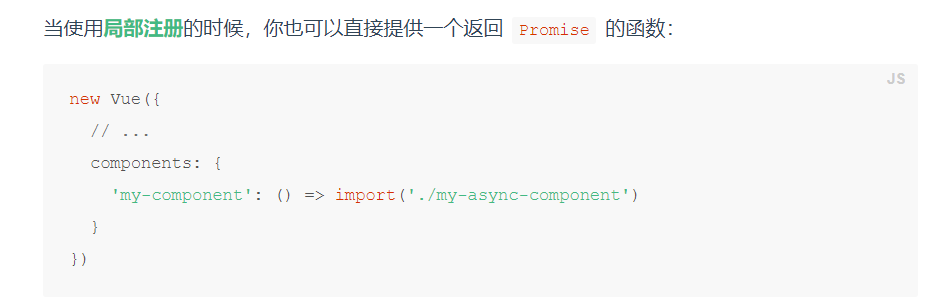 当使用局部注册的时候，你也可以直接提供一个返回 Promise 的函数：
JS
new Vue({
  // ...
  components: {
    'my-component': () => import('./my-async-component')
  }
})